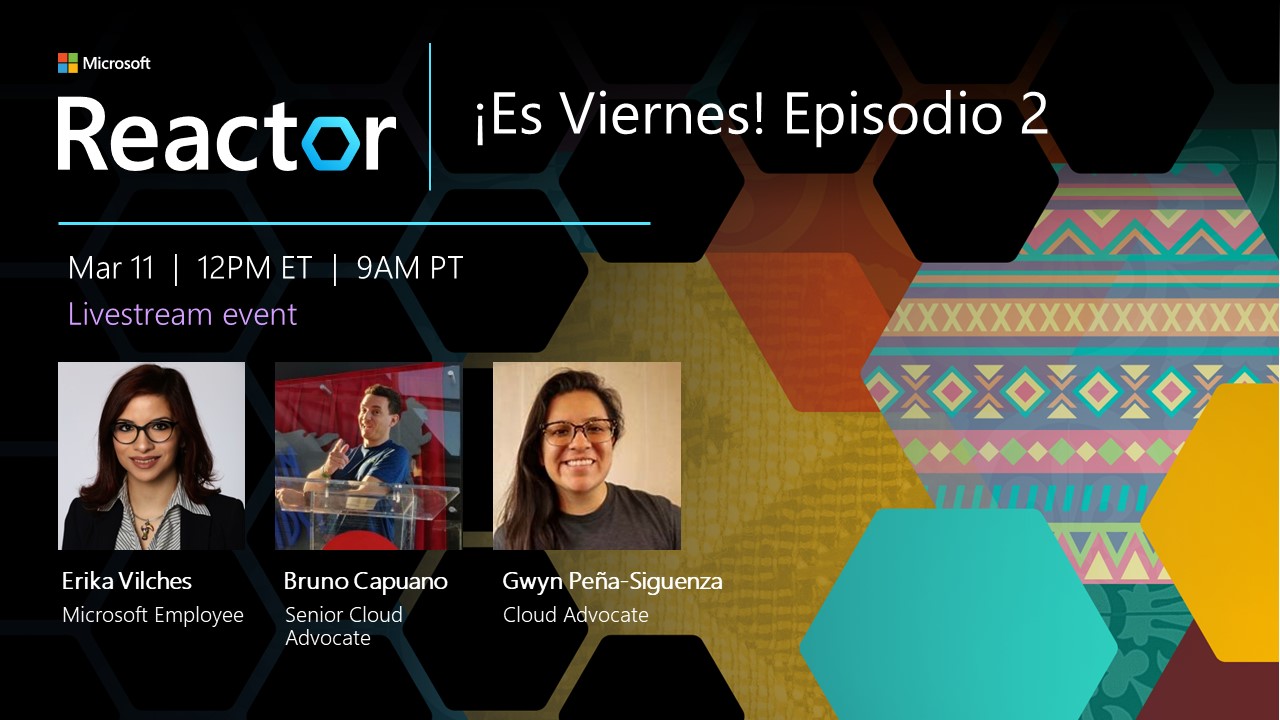 Microsoft
Reactor
¡Es Viernes! Episodio 2
Mar 11 | 12PM ET | 9AM PT
Livestream event
Erika Vilches
Microsoft Employee
Bruno Capuano
Senior Cloud
Advocate
Gwyn Peña-Siguenza
Cloud Advocate